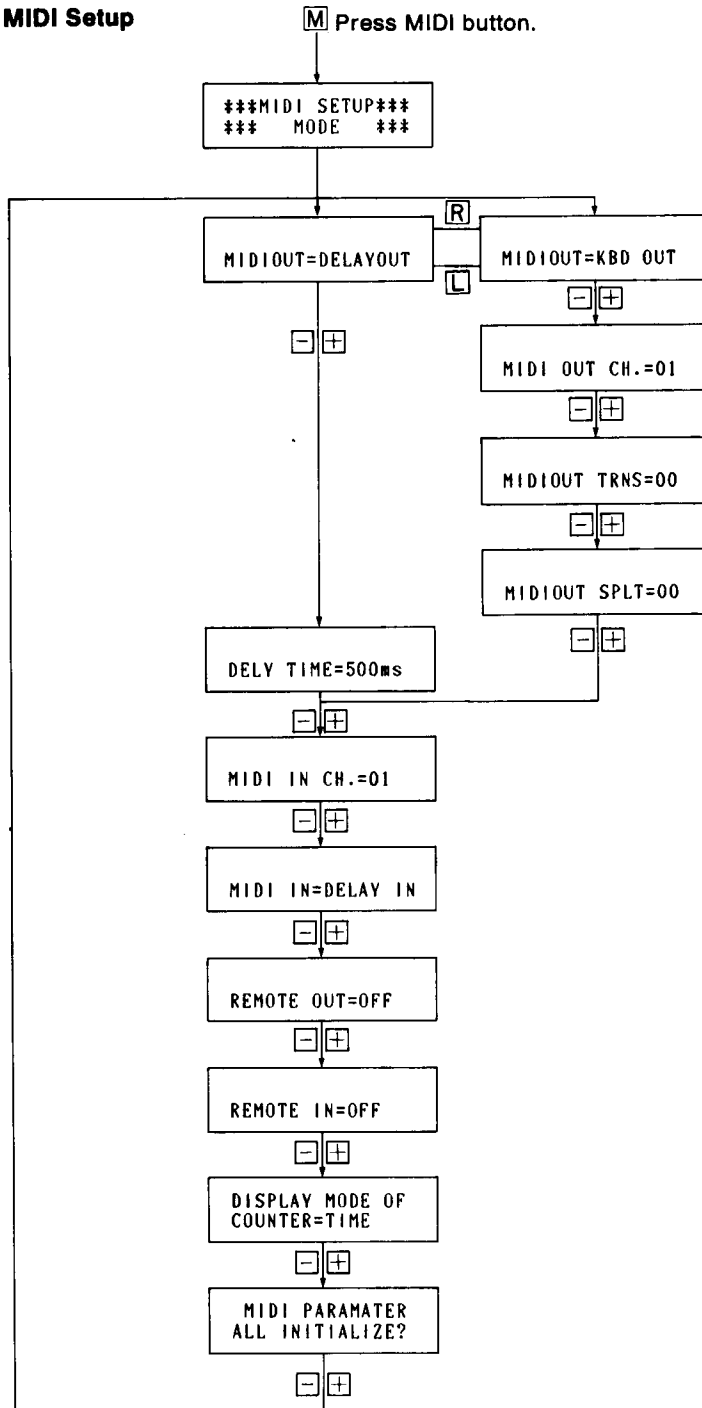 MIDI Setup
M Press MIDI button.
***MIDI SETUP***
*** MODE ***
R
MIDIOUT=DELAYOUT
MIDIOUT=KBD OUT
L
- +
- +
MIDI OUT CH.=01
- +
MIDIOUT TRNS=00
- +
MIDIOUT SPLT=00
- +
DELY TIME=500ms
- +
MIDI IN CH.=01
- +
MIDI IN=DELAY IN
- +
REMOTE OUT=OFF
- +
REMOTE IN=OFF
- +
DISPLAY MODE OF
COUNTER=TIME
- +
MIDI PARAMATER
ALL INITIALIZE?
- +